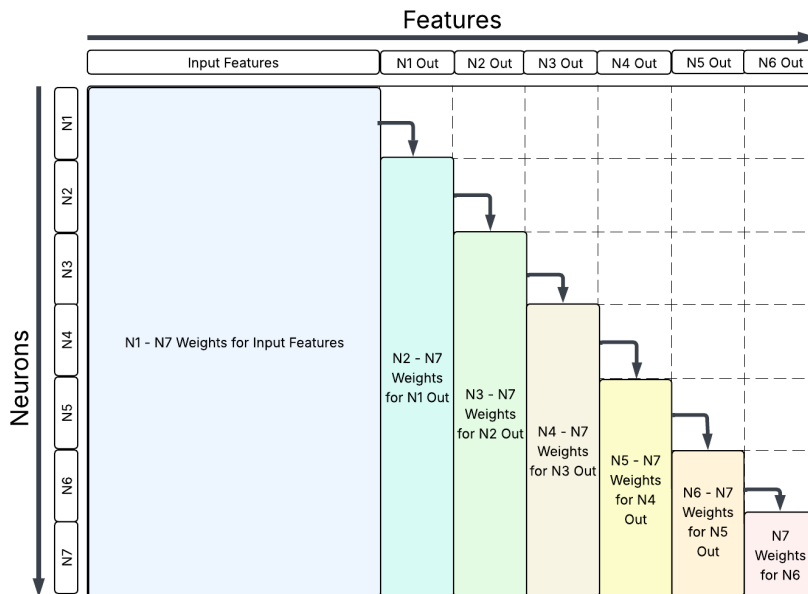 Features
Input Features
N1 Out
N2 Out
N3 Out
N4 Out
N5 Out
N6 Out
Neurons
N1
N2
N3
N4
N5
N6
N7
N1 - N7 Weights for Input Features
N2 - N7
Weights
for N1 Out
N3 - N7
Weights
for N2 Out
N4 - N7
Weights
for N3 Out
N5 - N7
Weights
for N4
Out
N6 - N7
Weights
for N5
Out
N7
Weights
for N6